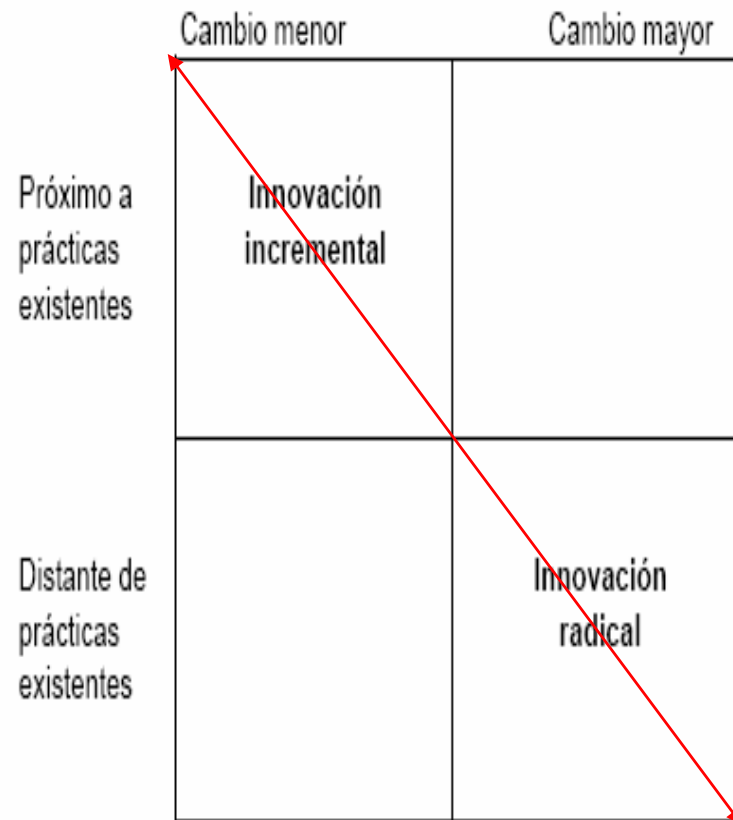 Cambio menor
Cambio mayor
Próximo a
prácticas
existentes
Innovación
incremental
Distante de
prácticas
existentes
Innovación
radical